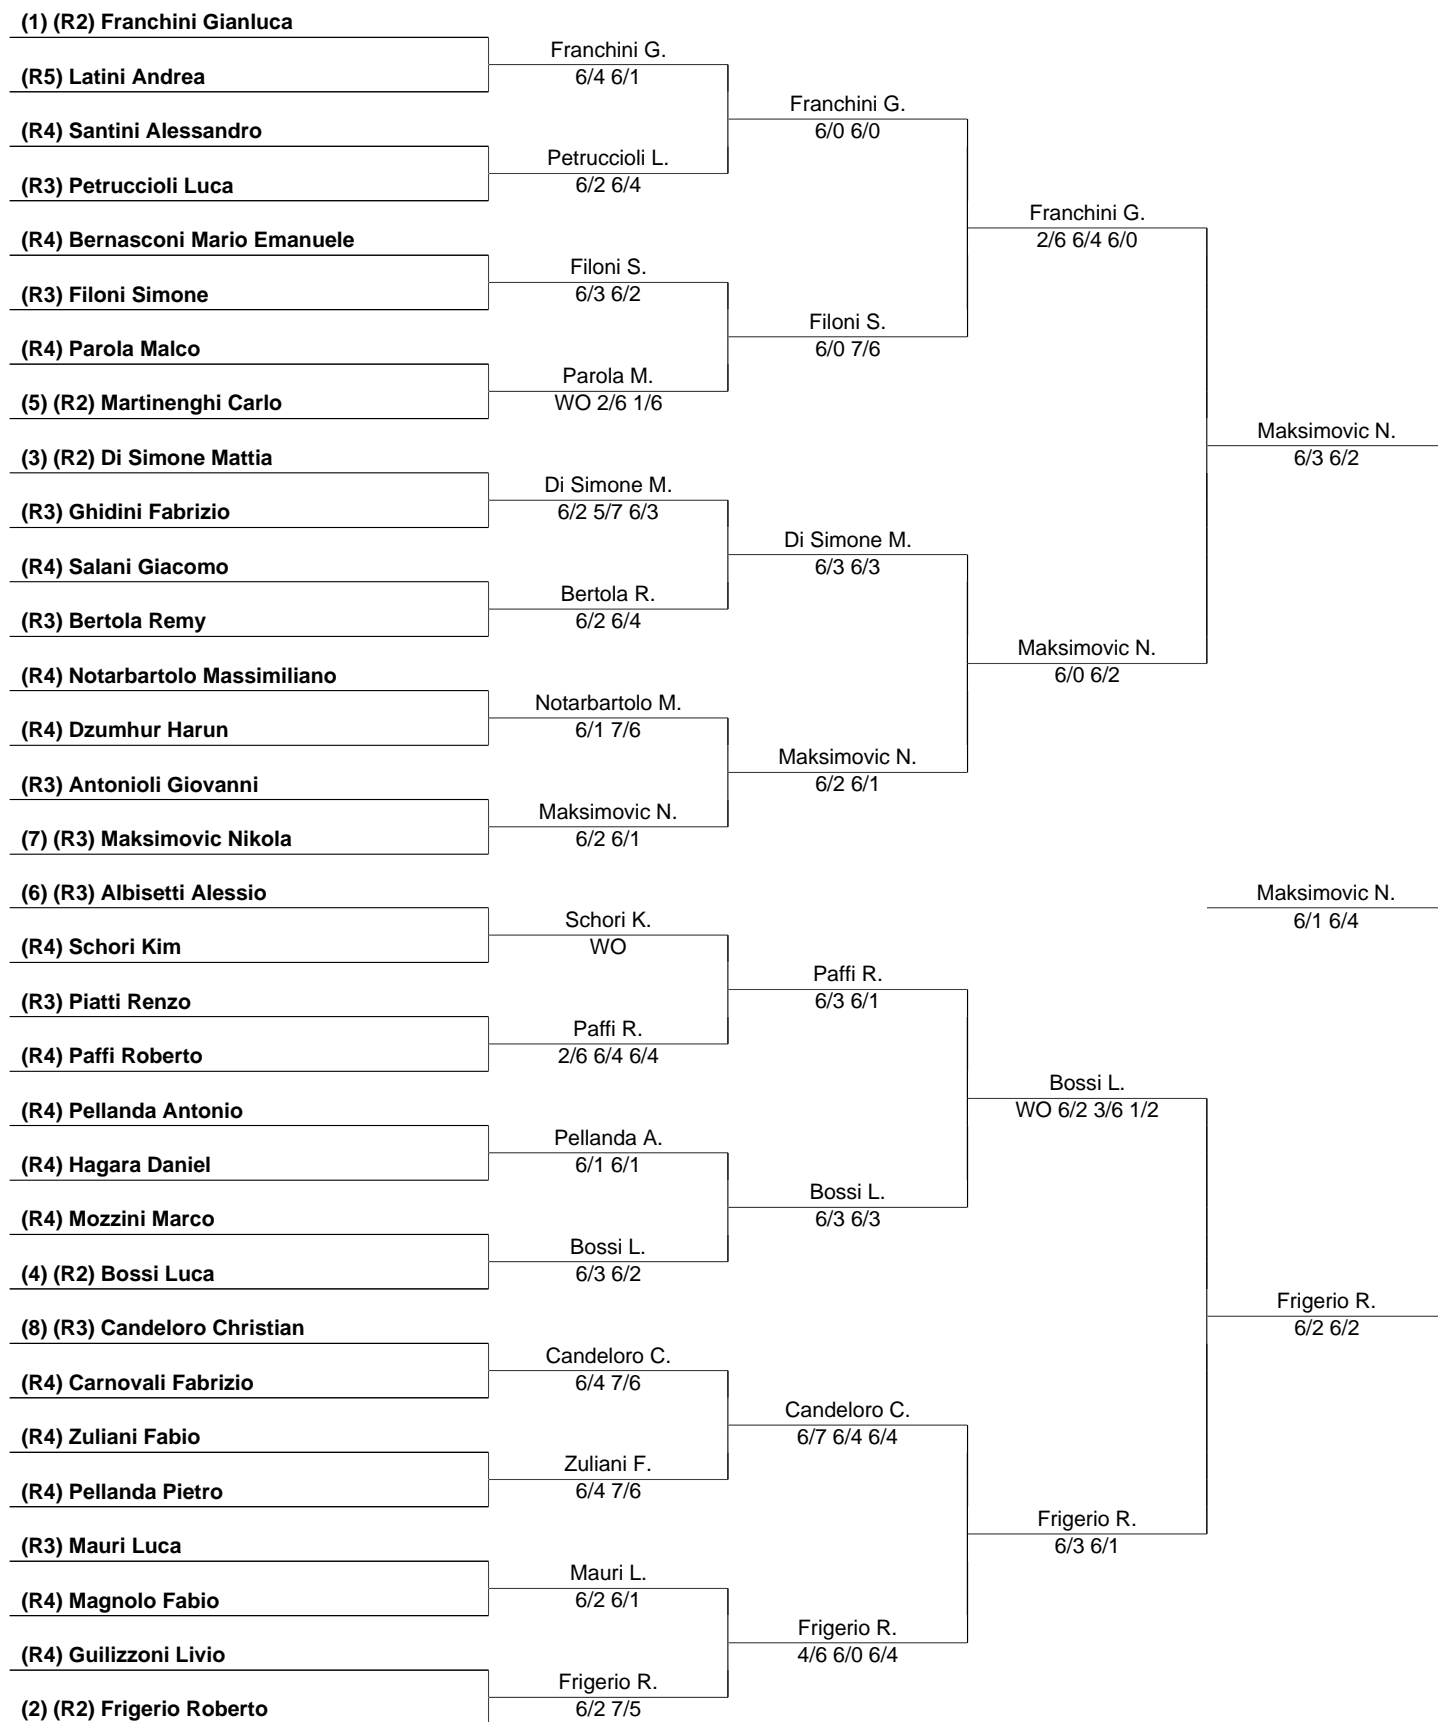 (1) (R2) Franchini Gianluca
Franchini G.
(R5) Latini Andrea
6/4 6/1
Franchini G.
(R4) Santini Alessandro
6/0 6/0
Petruccioli L.
(R3) Petruccioli Luca
6/2 6/4
Franchini G.
(R4) Bernasconi Mario Emanuele
2/6 6/4 6/0
Filoni S.
(R3) Filoni Simone
6/3 6/2
Filoni S.
(R4) Parola Malco
6/0 7/6
Parola M.
(5) (R2) Martinenghi Carlo
WO 2/6 1/6
Maksimovic N.
(3) (R2) Di Simone Mattia
6/3 6/2
Di Simone M.
(R3) Ghidini Fabrizio
6/2 5/7 6/3
Di Simone M.
(R4) Salani Giacomo
6/3 6/3
Bertola R.
(R3) Bertola Remy
6/2 6/4
Maksimovic N.
(R4) Notarbartolo Massimiliano
6/0 6/2
Notarbartolo M.
(R4) Dzumhur Harun
6/1 7/6
Maksimovic N.
(R3) Antonioli Giovanni
6/2 6/1
Maksimovic N.
(7) (R3) Maksimovic Nikola
6/2 6/1
(6) (R3) Albisetti Alessio
Maksimovic N.
6/1 6/4
Schori K.
(R4) Schori Kim
WO
Paffi R.
(R3) Piatti Renzo
6/3 6/1
Paffi R.
(R4) Paffi Roberto
2/6 6/4 6/4
Bossi L.
(R4) Pellanda Antonio
WO 6/2 3/6 1/2
Pellanda A.
(R4) Hagara Daniel
6/1 6/1
Bossi L.
(R4) Mozzini Marco
6/3 6/3
Bossi L.
(4) (R2) Bossi Luca
6/3 6/2
Frigerio R.
(8) (R3) Candeloro Christian
6/2 6/2
Candeloro C.
(R4) Carnovali Fabrizio
6/4 7/6
Candeloro C.
(R4) Zuliani Fabio
6/7 6/4 6/4
Zuliani F.
(R4) Pellanda Pietro
6/4 7/6
Frigerio R.
(R3) Mauri Luca
6/3 6/1
Mauri L.
(R4) Magnolo Fabio
6/2 6/1
Frigerio R.
(R4) Guilizzoni Livio
4/6 6/0 6/4
Frigerio R.
(2) (R2) Frigerio Roberto
6/2 7/5